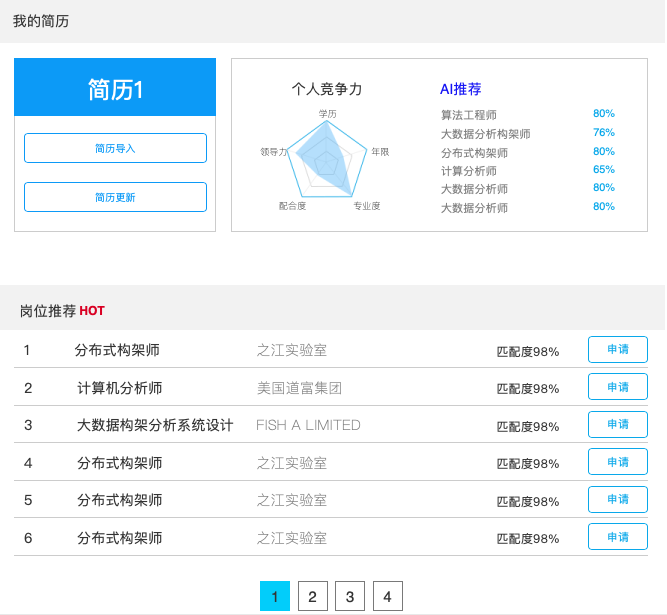 我的简历
简历1
简历导入
简历更新
个人竞争力
学历
领导力
年限
配合度
专业度
AI推荐
算法工程师 80%
大数据分析构架师 76%
分布式构架师 80%
计算分析师 65%
大数据分析师 80%
大数据分析师 80%
岗位推荐 HOT
1 分布式构架师 之江实验室 匹配度98% 申请
2 计算机分析师 美国道富集团 匹配度98% 申请
3 大数据构架分析系统设计 FISH A LIMITED 匹配度98% 申请
4 分布式构架师 之江实验室 匹配度98% 申请
5 分布式构架师 之江实验室 匹配度98% 申请
6 分布式构架师 之江实验室 匹配度98% 申请
1 2 3 4